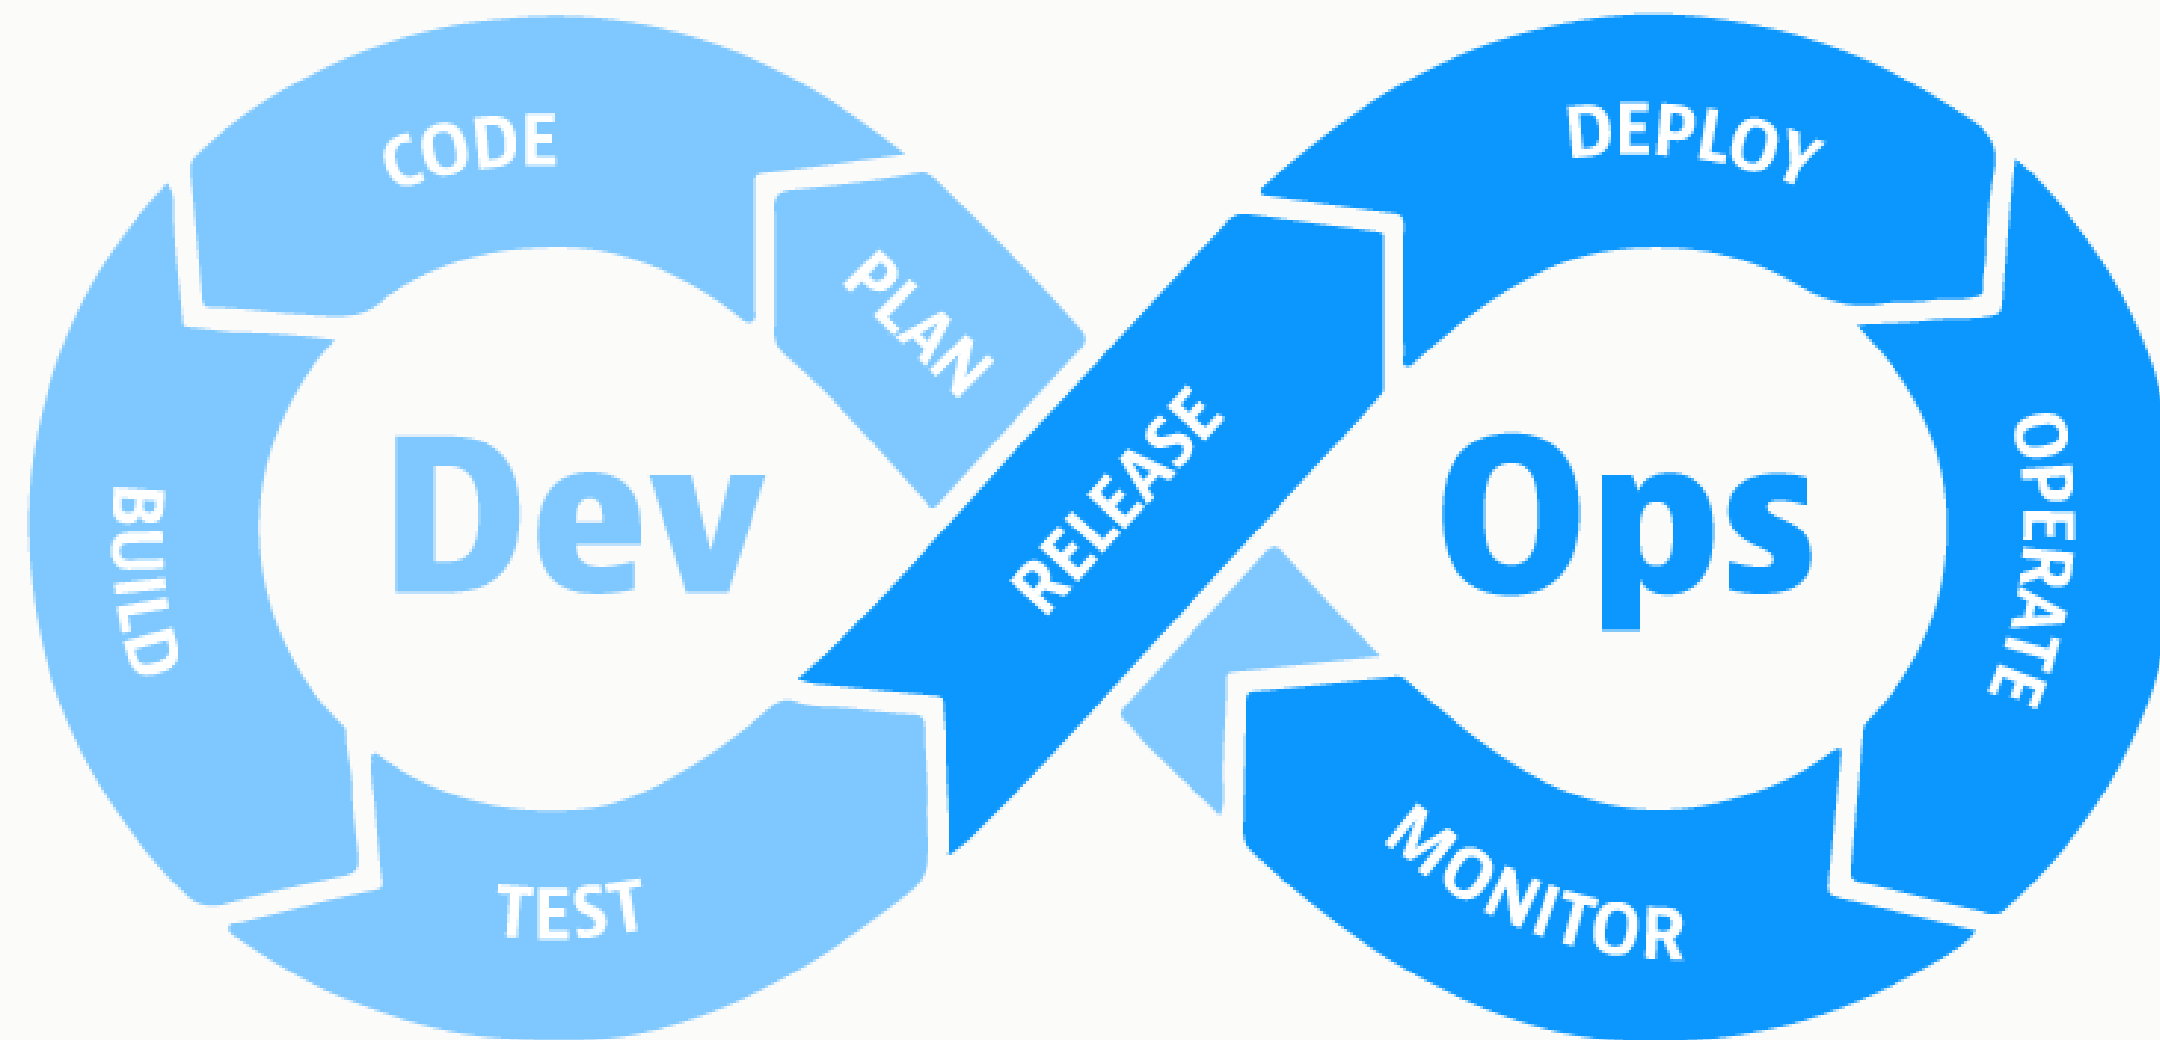 CODE
PLAN
BUILD
TEST
Dev
RELEASE
DEPLOY
OPERATE
MONITOR
Ops